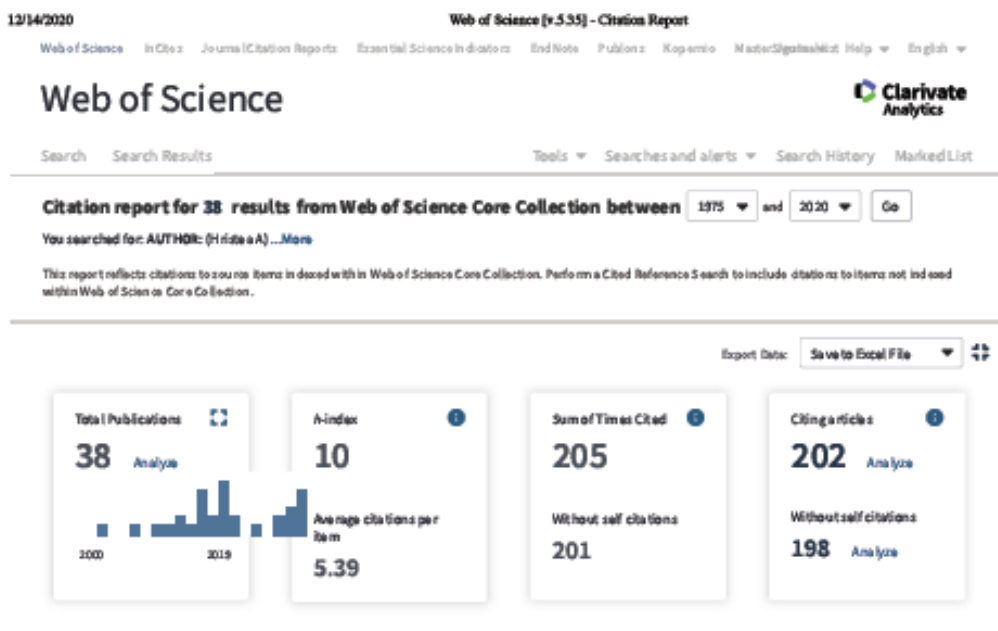 12/14/2020 Web of Science [v.5.35] - Citation Report
Web of Science InCites Journal Citation Reports Essential Science Indicators EndNote Publons Kopernio Help English
Web of Science
Clarivate
Analytics
Search Search Results Tools Searches and alerts Search History Marked List
Citation report for 38 results from Web of Science Core Collection between 1975 and 2020 Go
You searched for: AUTHOR: (Hristea A) ...More
This report reflects citations to source items indexed within Web of Science Core Collection. Perform a Cited Reference Search to include citations to items not indexed
within Web of Science Core Collection.
Export Data: Save to Excel File
Total Publications
38 Analyze
2000 2019
h-index
10
Average citations per
item
5.39
Sum of Times Cited
205
Without self citations
201
Citing articles
202 Analyze
Without self citations
198 Analyze